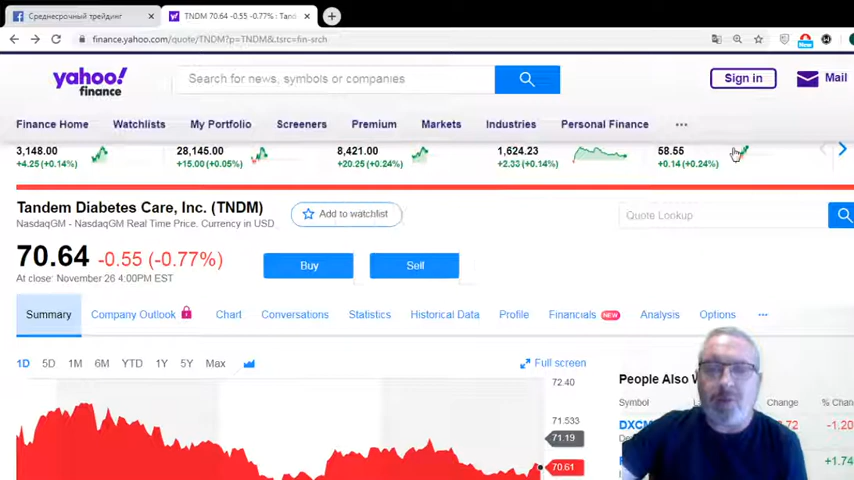 Среднесрочный трейдинг
TNDM 70.64 -0.55 -0.77% : Tand
finance.yahoo.com/quote/TNDM?p=TNDM&.tsrc=fin-srch
New
yahoo!
finance
Search for news, symbols or companies
Sign in
Mail
Finance Home
Watchlists
My Portfolio
Screeners
Premium
Markets
Industries
Personal Finance
3,148.00
28,145.00
8,421.00
1,624.23
58.55
+4.25 (+0.14%)
+15.00 (+0.05%)
+20.25 (+0.24%)
+2.33 (+0.14%)
+0.14 (+0.24%)
Tandem Diabetes Care, Inc. (TNDM)
NasdaqGM - NasdaqGM Real Time Price. Currency in USD
Add to watchlist
Quote Lookup
70.64 -0.55 (-0.77%)
At close: November 26 4:00PM EST
Buy
Sell
Summary
Company Outlook
Chart
Conversations
Statistics
Historical Data
Profile
Financials NEW
Analysis
Options
1D 5D 1M 6M YTD 1Y 5Y Max
Full screen
72.40
71.533
71.19
70.61
People Also W
Symbol
Change
% Chan
DXCM
.72
-1.20
+1.74